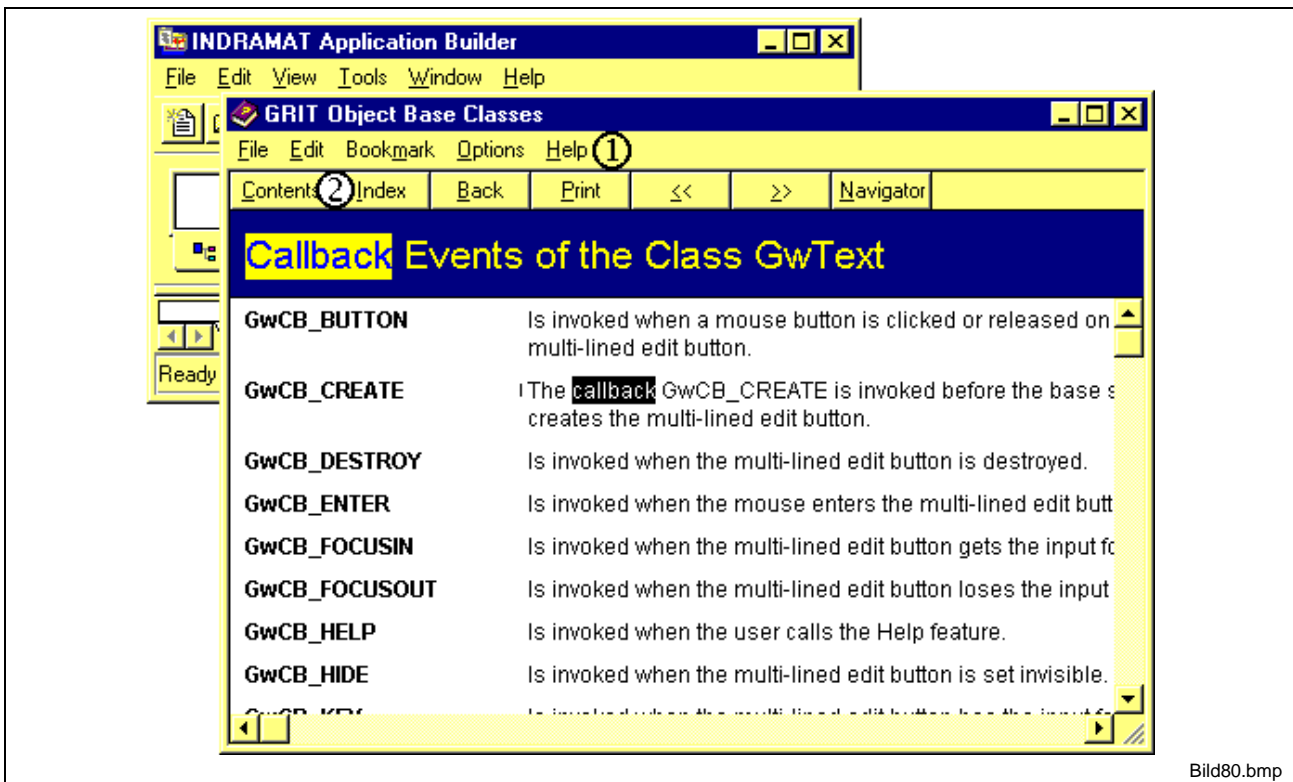 INDRAMAT Application Builder
File Edit View Tools Window Help
GRIT Object Base Classes
File Edit Bookmark Options Help 1
Contents 2 Index Back Print << >> Navigator
Callback Events of the Class GwText
GwCB_BUTTON Is invoked when a mouse button is clicked or released on
multi-lined edit button.
GwCB_CREATE The callback GwCB_CREATE is invoked before the base s
creates the multi-lined edit button.
GwCB_DESTROY Is invoked when the multi-lined edit button is destroyed.
GwCB_ENTER Is invoked when the mouse enters the multi-lined edit butt
GwCB_FOCUSIN Is invoked when the multi-lined edit button gets the input fo
GwCB_FOCUSOUT Is invoked when the multi-lined edit button loses the input
GwCB_HELP Is invoked when the user calls the Help feature.
GwCB_HIDE Is invoked when the multi-lined edit button is set invisible.
Ready
Bild80.bmp